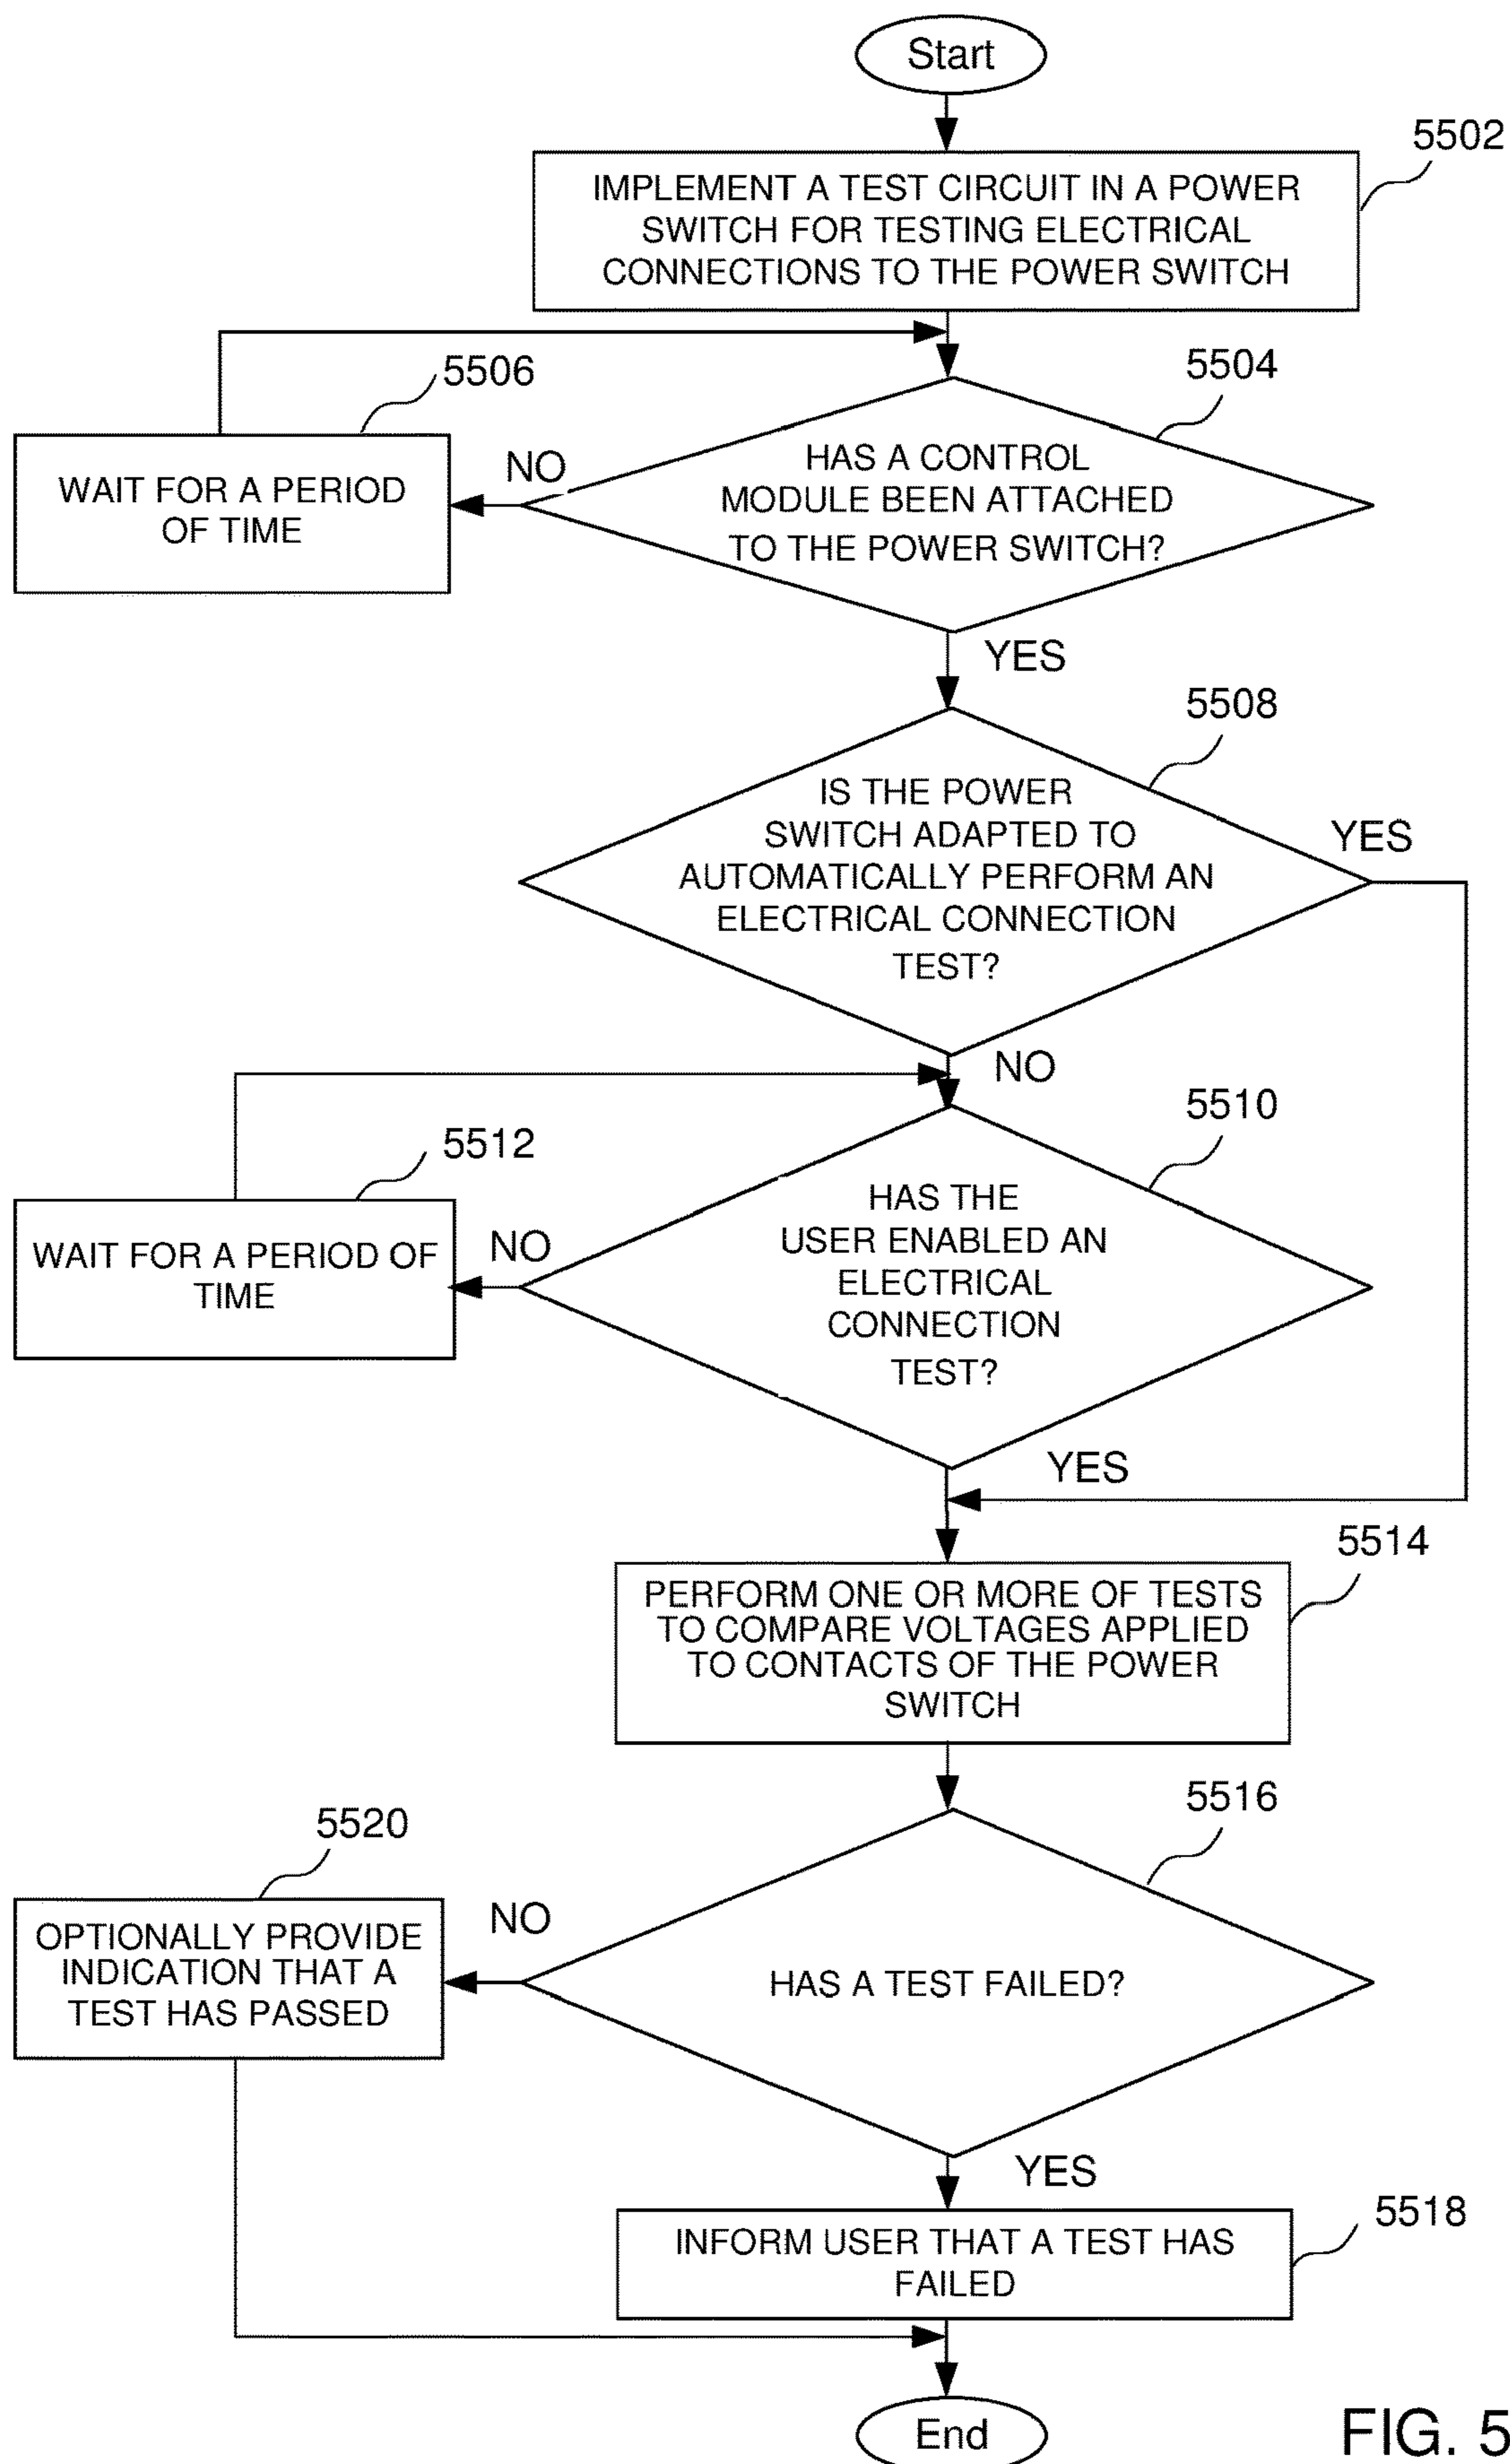 Start
5502
IMPLEMENT A TEST CIRCUIT IN A POWER
SWITCH FOR TESTING ELECTRICAL
CONNECTIONS TO THE POWER SWITCH
5506
5504
WAIT FOR A PERIOD
OF TIME
NO
HAS A CONTROL
MODULE BEEN ATTACHED
TO THE POWER SWITCH?
YES
5508
IS THE POWER
SWITCH ADAPTED TO
AUTOMATICALLY PERFORM AN
ELECTRICAL CONNECTION
TEST?
YES
NO
5510
5512
WAIT FOR A PERIOD OF
TIME
NO
HAS THE
USER ENABLED AN
ELECTRICAL
CONNECTION
TEST?
YES
5514
PERFORM ONE OR MORE OF TESTS
TO COMPARE VOLTAGES APPLIED
TO CONTACTS OF THE POWER
SWITCH
5516
5520
OPTIONALLY PROVIDE
INDICATION THAT A
TEST HAS PASSED
NO
HAS A TEST FAILED?
YES
5518
INFORM USER THAT A TEST HAS
FAILED
End
FIG. 5